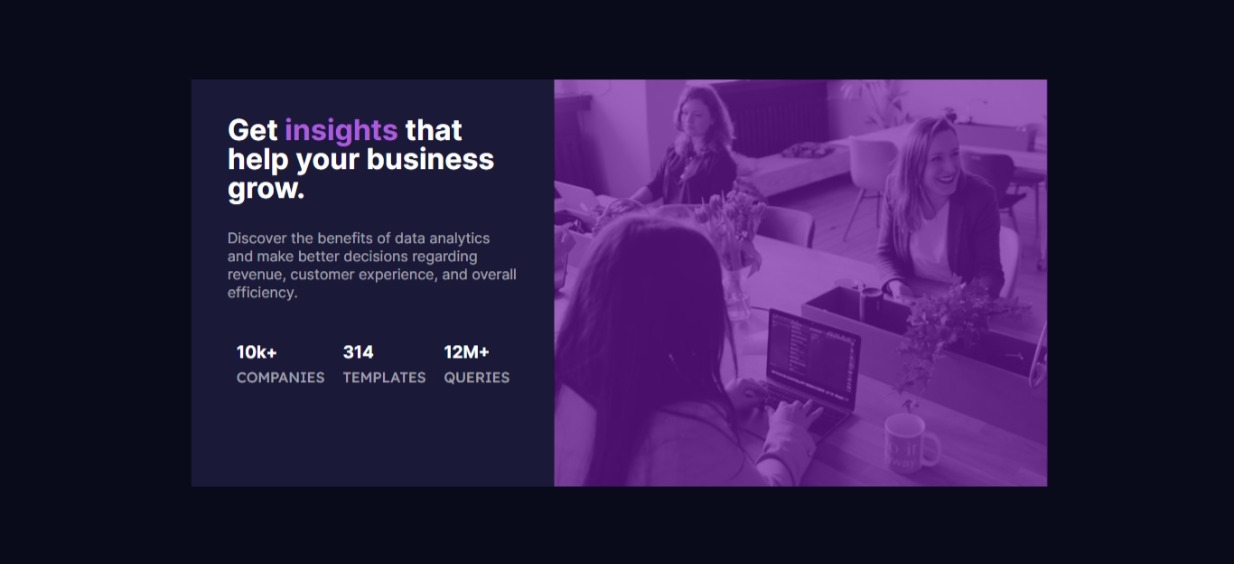 Get insights that
help your business
grow.
Discover the benefits of data analytics
and make better decisions regarding
revenue, customer experience, and overall
efficiency.
10k+ 314 12M+
COMPANIES TEMPLATES QUERIES